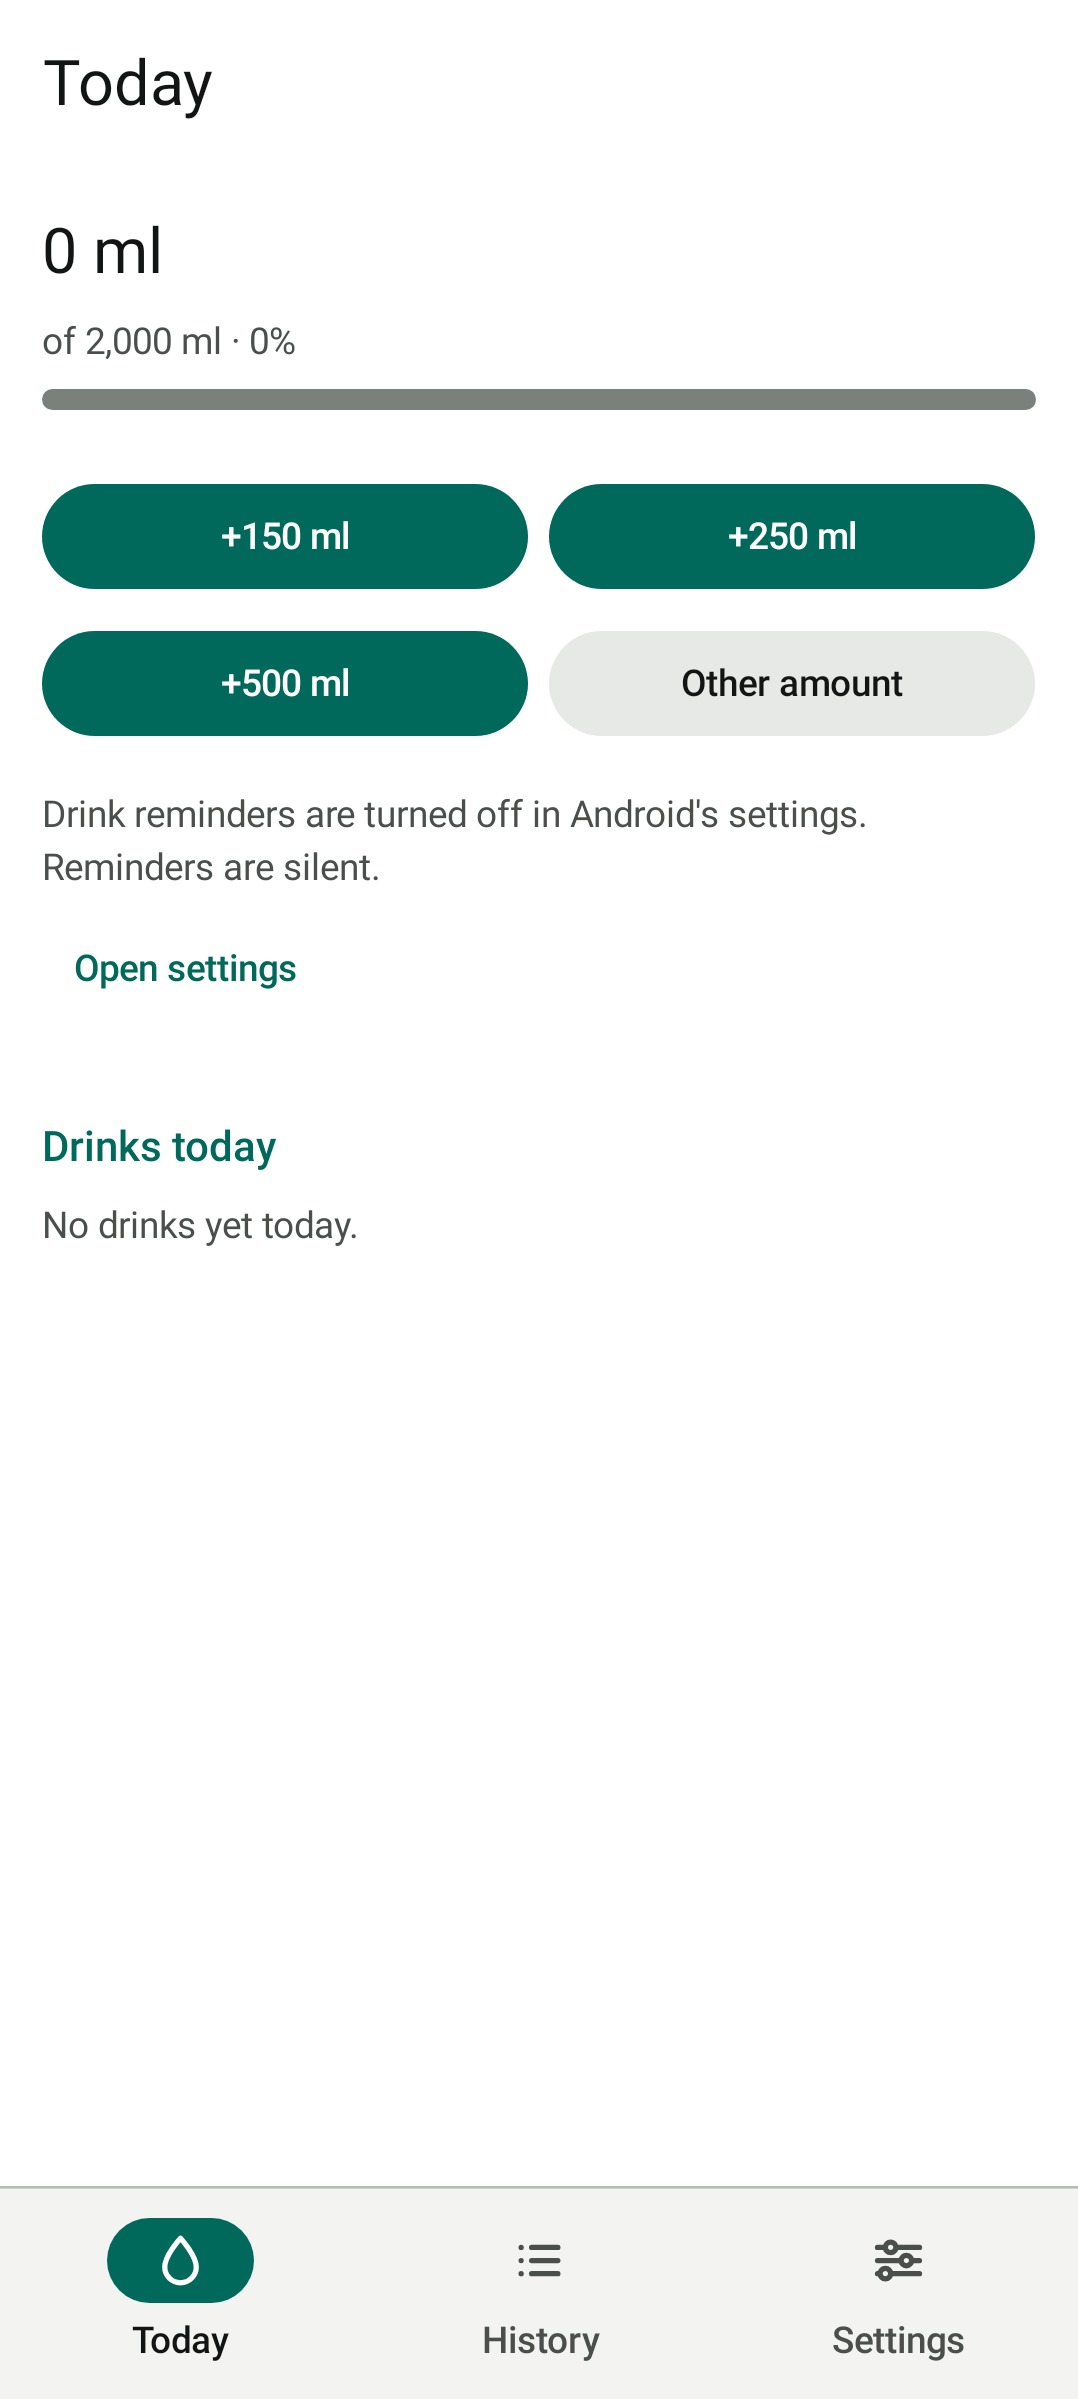 Today
0 ml
of 2,000 ml · 0%
+150 ml
+250 ml
+500 ml
Other amount
Drink reminders are turned off in Android's settings.
Reminders are silent.
Open settings
Drinks today
No drinks yet today.
Today
History
Settings